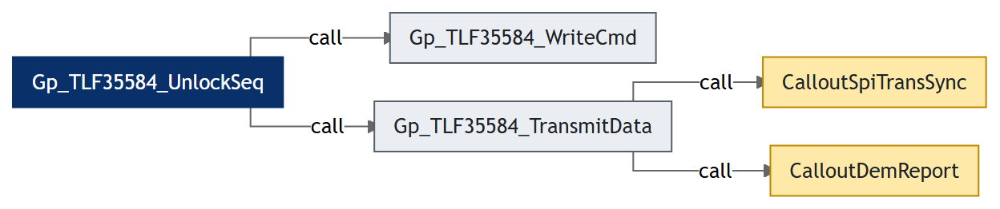 Gp_TLF35584_UnlockSeq
call
Gp_TLF35584_WriteCmd
call
Gp_TLF35584_TransmitData
call
CalloutSpiTransSync
call
CalloutDemReport